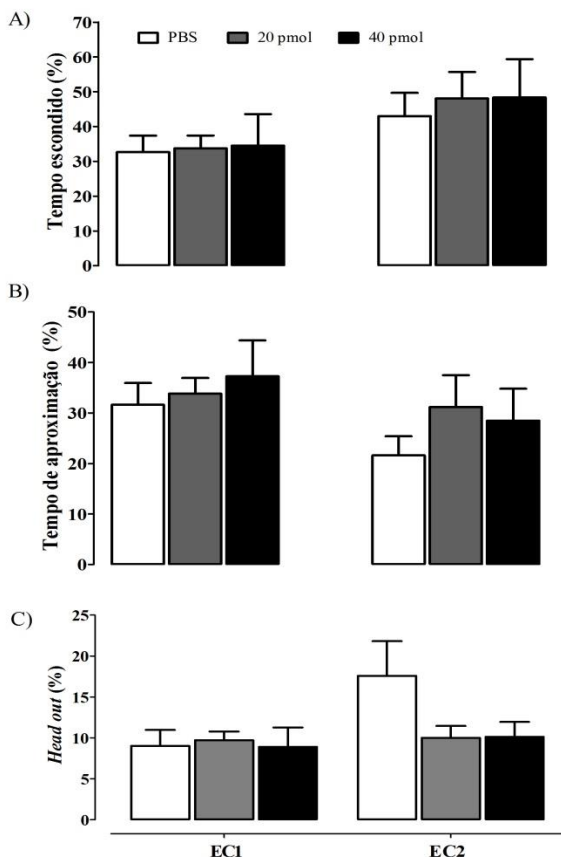 A)
PBS 20 pmol 40 pmol
Tempo escondido (%)
70
60
50
40
30
20
10
0
B)
Tempo de aproximação (%)
50
40
30
20
10
0
C)
Head out (%)
25
20
15
10
5
0
EC1 EC2